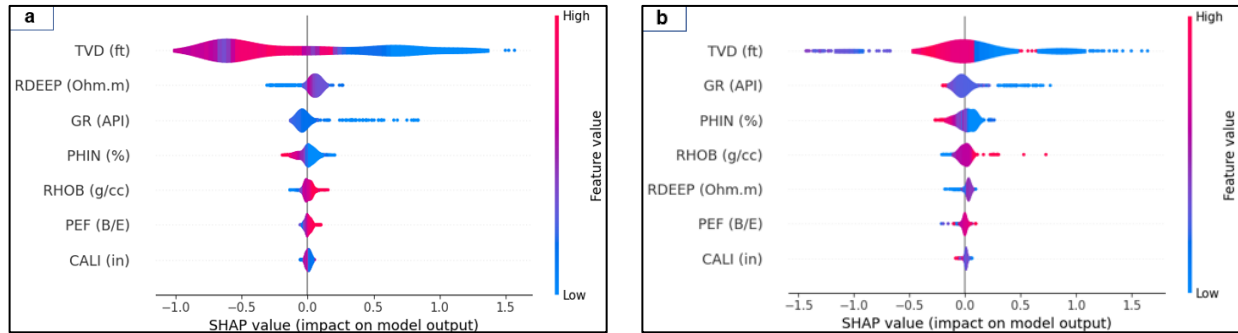 a
High
TVD (ft)
RDEEP (Ohm.m)
GR (API)
PHIN (%)
RHOB (g/cc)
PEF (B/E)
CALI (in)
Feature value
Low
−1.0 −0.5 0.0 0.5 1.0 1.5
SHAP value (impact on model output)
b
High
TVD (ft)
GR (API)
PHIN (%)
RHOB (g/cc)
RDEEP (Ohm.m)
PEF (B/E)
CALI (in)
Feature value
Low
−1.5 −1.0 −0.5 0.0 0.5 1.0 1.5
SHAP value (impact on model output)